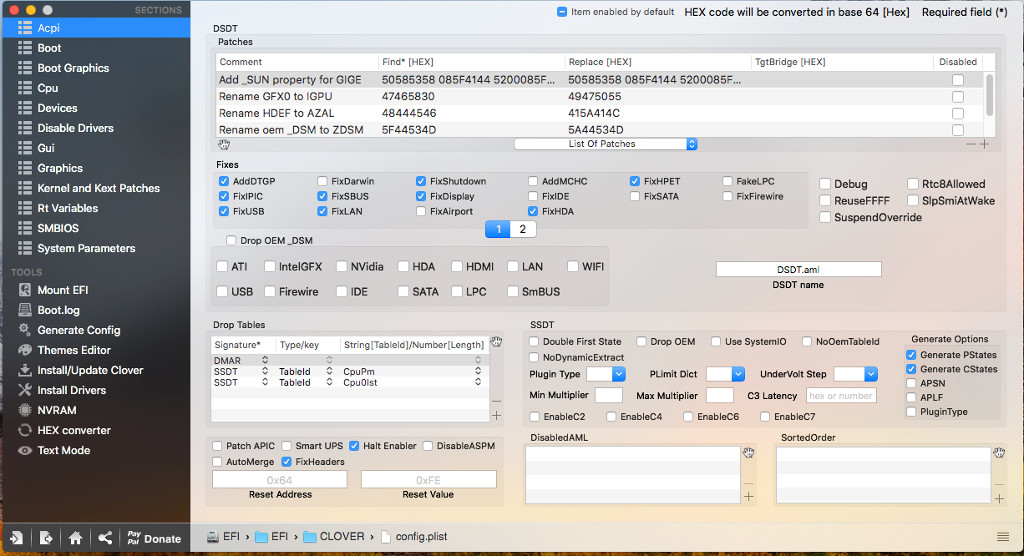 SECTIONS
Acpi
Boot
Boot Graphics
Cpu
Devices
Disable Drivers
Gui
Graphics
Kernel and Kext Patches
Rt Variables
SMBIOS
System Parameters
TOOLS
Mount EFI
Boot.log
Generate Config
Themes Editor
Install/Update Clover
Install Drivers
NVRAM
HEX converter
Text Mode
Pay Pal Donate
Item enabled by default HEX code will be converted in base 64 [Hex] Required field (*)
DSDT
Patches
Comment Find* [HEX] Replace [HEX] TgtBridge [HEX] Disabled
Add _SUN property for GIGE 50585358 085F4144 5200085F... 50585358 085F4144 5200085F...
Rename GFX0 to IGPU 47465830 49475055
Rename HDEF to AZAL 48444546 415A414C
Rename oem _DSM to ZDSM 5F44534D 5A44534D
List Of Patches
Fixes
AddDTGP FixDarwin FixShutdown AddMCHC FixHPET FakeLPC
FixIPIC FixSBUS FixDisplay FixIDE FixSATA FixFirewire
FixUSB FixLAN FixAirport FixHDA
Debug Rtc8Allowed
ReuseFFFF SlpSmiAtWake
SuspendOverride
1 2
Drop OEM _DSM
ATI IntelGFX NVidia HDA HDMI LAN WIFI
USB Firewire IDE SATA LPC SmBUS
DSDT.aml
DSDT name
Drop Tables
Signature* Type/key String[TableId]/Number[Length]
DMAR
SSDT TableId CpuPm
SSDT TableId Cpu0Ist
SSDT
Double First State Drop OEM Use SystemIO NoOemTableId
NoDynamicExtract
Plugin Type PLimit Dict UnderVolt Step
Min Multiplier Max Multiplier C3 Latency hex or number
EnableC2 EnableC4 EnableC6 EnableC7
Generate Options
Generate PStates
Generate CStates
APSN
APLF
PluginType
Patch APIC Smart UPS Halt Enabler DisableASPM
AutoMerge FixHeaders
0x64 0xFE
Reset Address Reset Value
DisabledAML
SortedOrder
EFI › EFI › CLOVER › config.plist